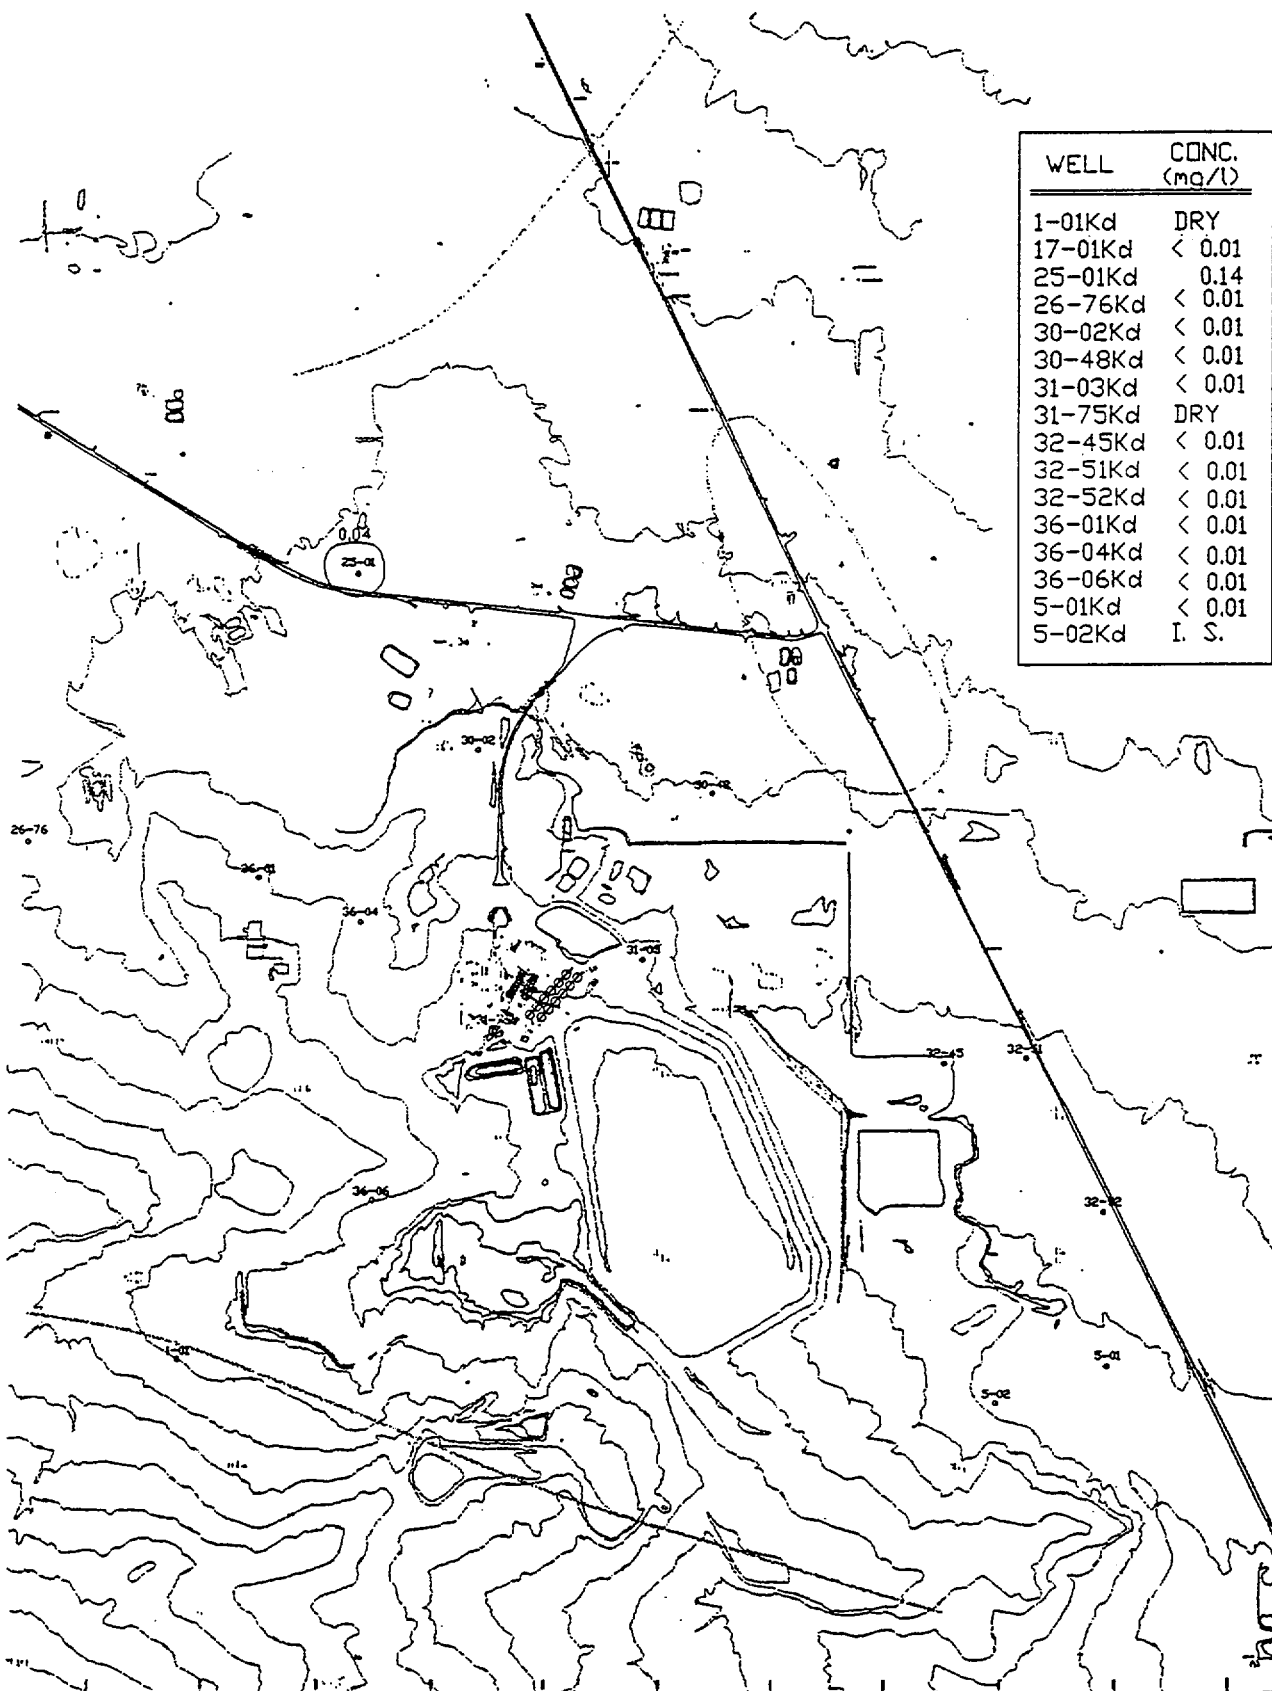 WELL CONC.
(mg/l)
1-01Kd DRY
17-01Kd < 0.01
25-01Kd 0.14
26-76Kd < 0.01
30-02Kd < 0.01
30-48Kd < 0.01
31-03Kd < 0.01
31-75Kd DRY
32-45Kd < 0.01
32-51Kd < 0.01
32-52Kd < 0.01
36-01Kd < 0.01
36-04Kd < 0.01
36-06Kd < 0.01
5-01Kd < 0.01
5-02Kd I. S.
0.04
25-01
30-02
30-48
26-76
36-01
36-04
31-03
32-45
32-51
36-06
32-52
1-01
5-01
5-02